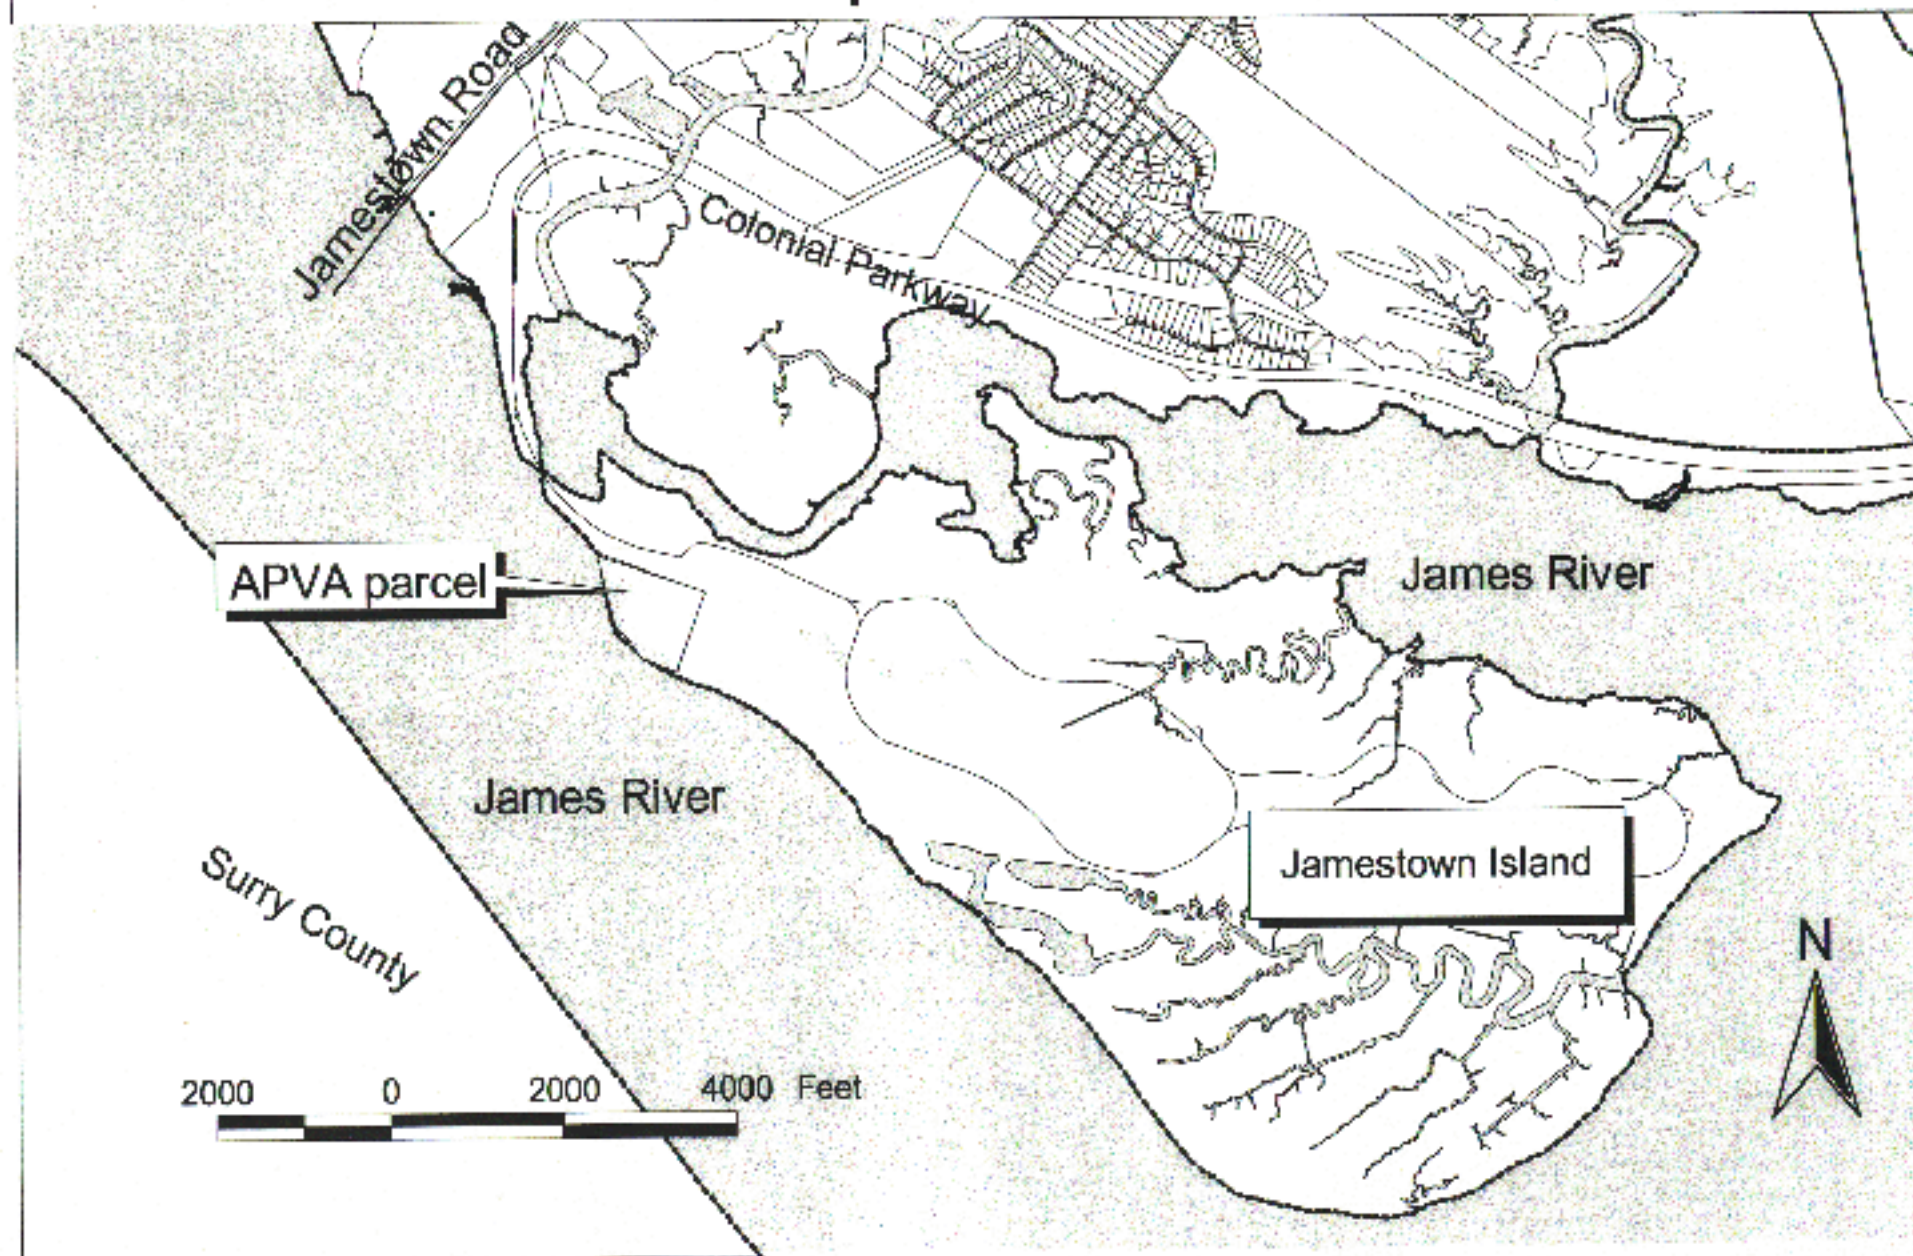 Jamestown Road
Colonial Parkway
APVA parcel
James River
James River
Jamestown Island
Surry County
N
2000 0 2000 4000 Feet